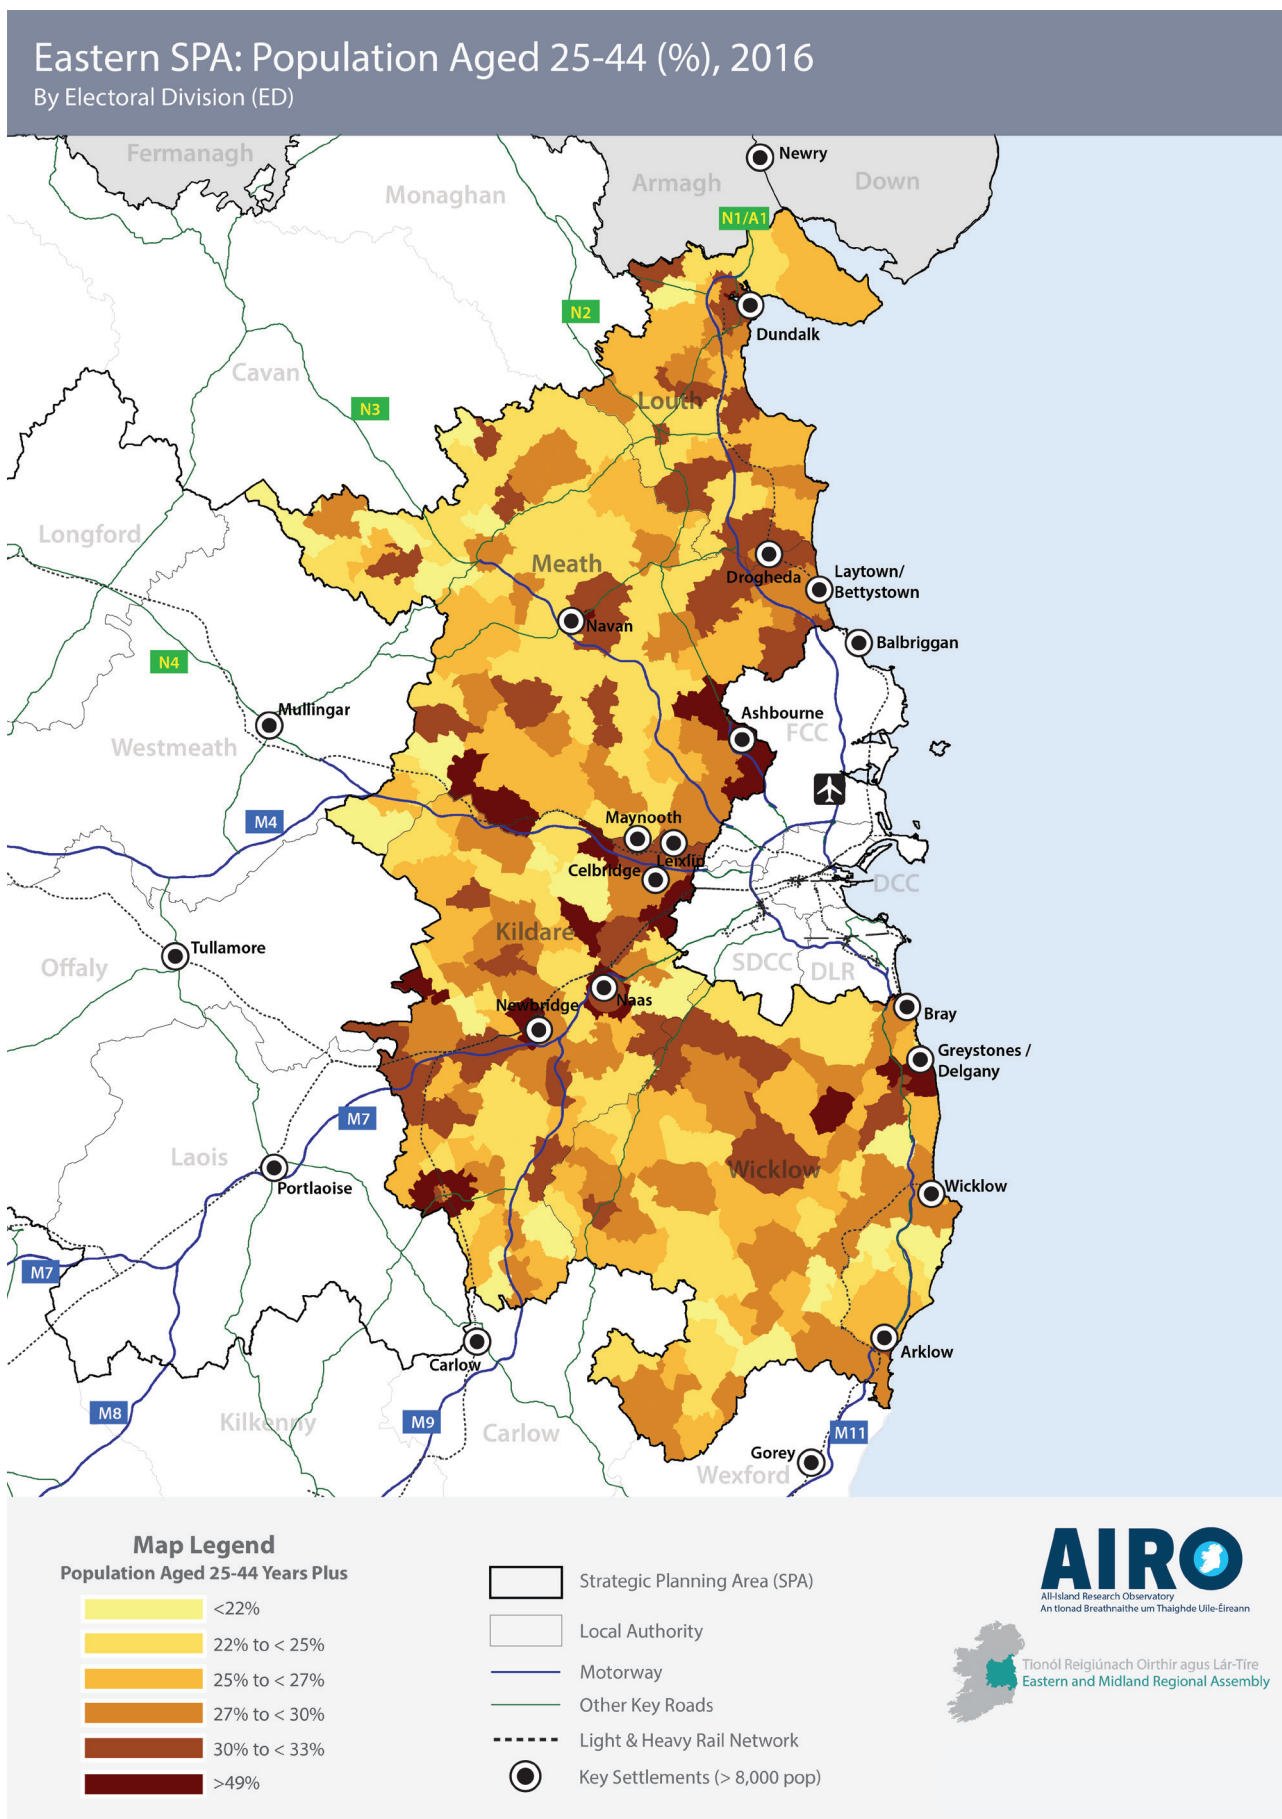 Eastern SPA: Population Aged 25-44 (%), 2016
By Electoral Division (ED)
Fermanagh
Monaghan
Armagh
Newry
Down
N1/A1
N2
Dundalk
Cavan
N3
Louth
Longford
Meath
Drogheda
Laytown/
Bettystown
Navan
Balbriggan
N4
Mullingar
Ashbourne
FCC
Westmeath
M4
Maynooth
Leixlip
Celbridge
DCC
Kildare
Tullamore
Offaly
SDCC
DLR
Newbridge
Naas
Bray
Greystones /
Delgany
M7
Laois
Wicklow
Portlaoise
Wicklow
M7
Carlow
Arklow
M8
Kilkenny
M9
Carlow
M11
Gorey
Wexford
Map Legend
Population Aged 25-44 Years Plus
<22%
22% to < 25%
25% to < 27%
27% to < 30%
30% to < 33%
>49%
Strategic Planning Area (SPA)
Local Authority
Motorway
Other Key Roads
Light & Heavy Rail Network
Key Settlements (> 8,000 pop)
AIRO
All-Island Research Observatory
An tIonad Breathnaithe um Thaighde Uile-Éireann
Tionól Reigiúnach Oirthir agus Lár-Tíre
Eastern and Midland Regional Assembly